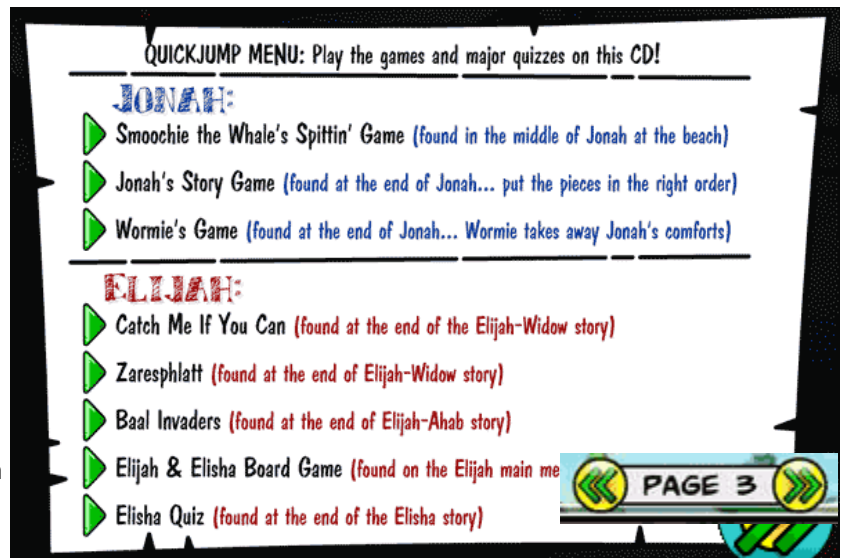 QUICKJUMP MENU: Play the games and major quizzes on this CD!
JONAH:
Smoochie the Whale's Spittin' Game (found in the middle of Jonah at the beach)
Jonah's Story Game (found at the end of Jonah... put the pieces in the right order)
Wormie's Game (found at the end of Jonah... Wormie takes away Jonah's comforts)
ELIJAH:
Catch Me If You Can (found at the end of the Elijah-Widow story)
Zaresphlatt (found at the end of Elijah-Widow story)
Baal Invaders (found at the end of Elijah-Ahab story)
Elijah & Elisha Board Game (found on the Elijah main me
PAGE 3
Elisha Quiz (found at the end of the Elisha story)